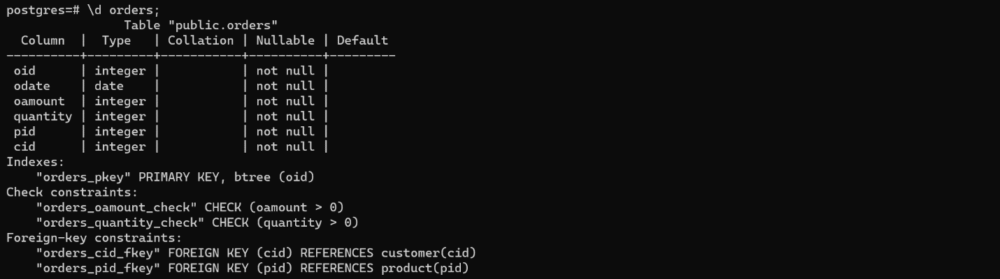 postgres=# \d orders;
                Table "public.orders"
  Column  |  Type   | Collation | Nullable | Default
----------+---------+-----------+----------+---------
 oid      | integer |           | not null |
 odate    | date    |           | not null |
 oamount  | integer |           | not null |
 quantity | integer |           | not null |
 pid      | integer |           | not null |
 cid      | integer |           | not null |
Indexes:
    "orders_pkey" PRIMARY KEY, btree (oid)
Check constraints:
    "orders_oamount_check" CHECK (oamount > 0)
    "orders_quantity_check" CHECK (quantity > 0)
Foreign-key constraints:
    "orders_cid_fkey" FOREIGN KEY (cid) REFERENCES customer(cid)
    "orders_pid_fkey" FOREIGN KEY (pid) REFERENCES product(pid)